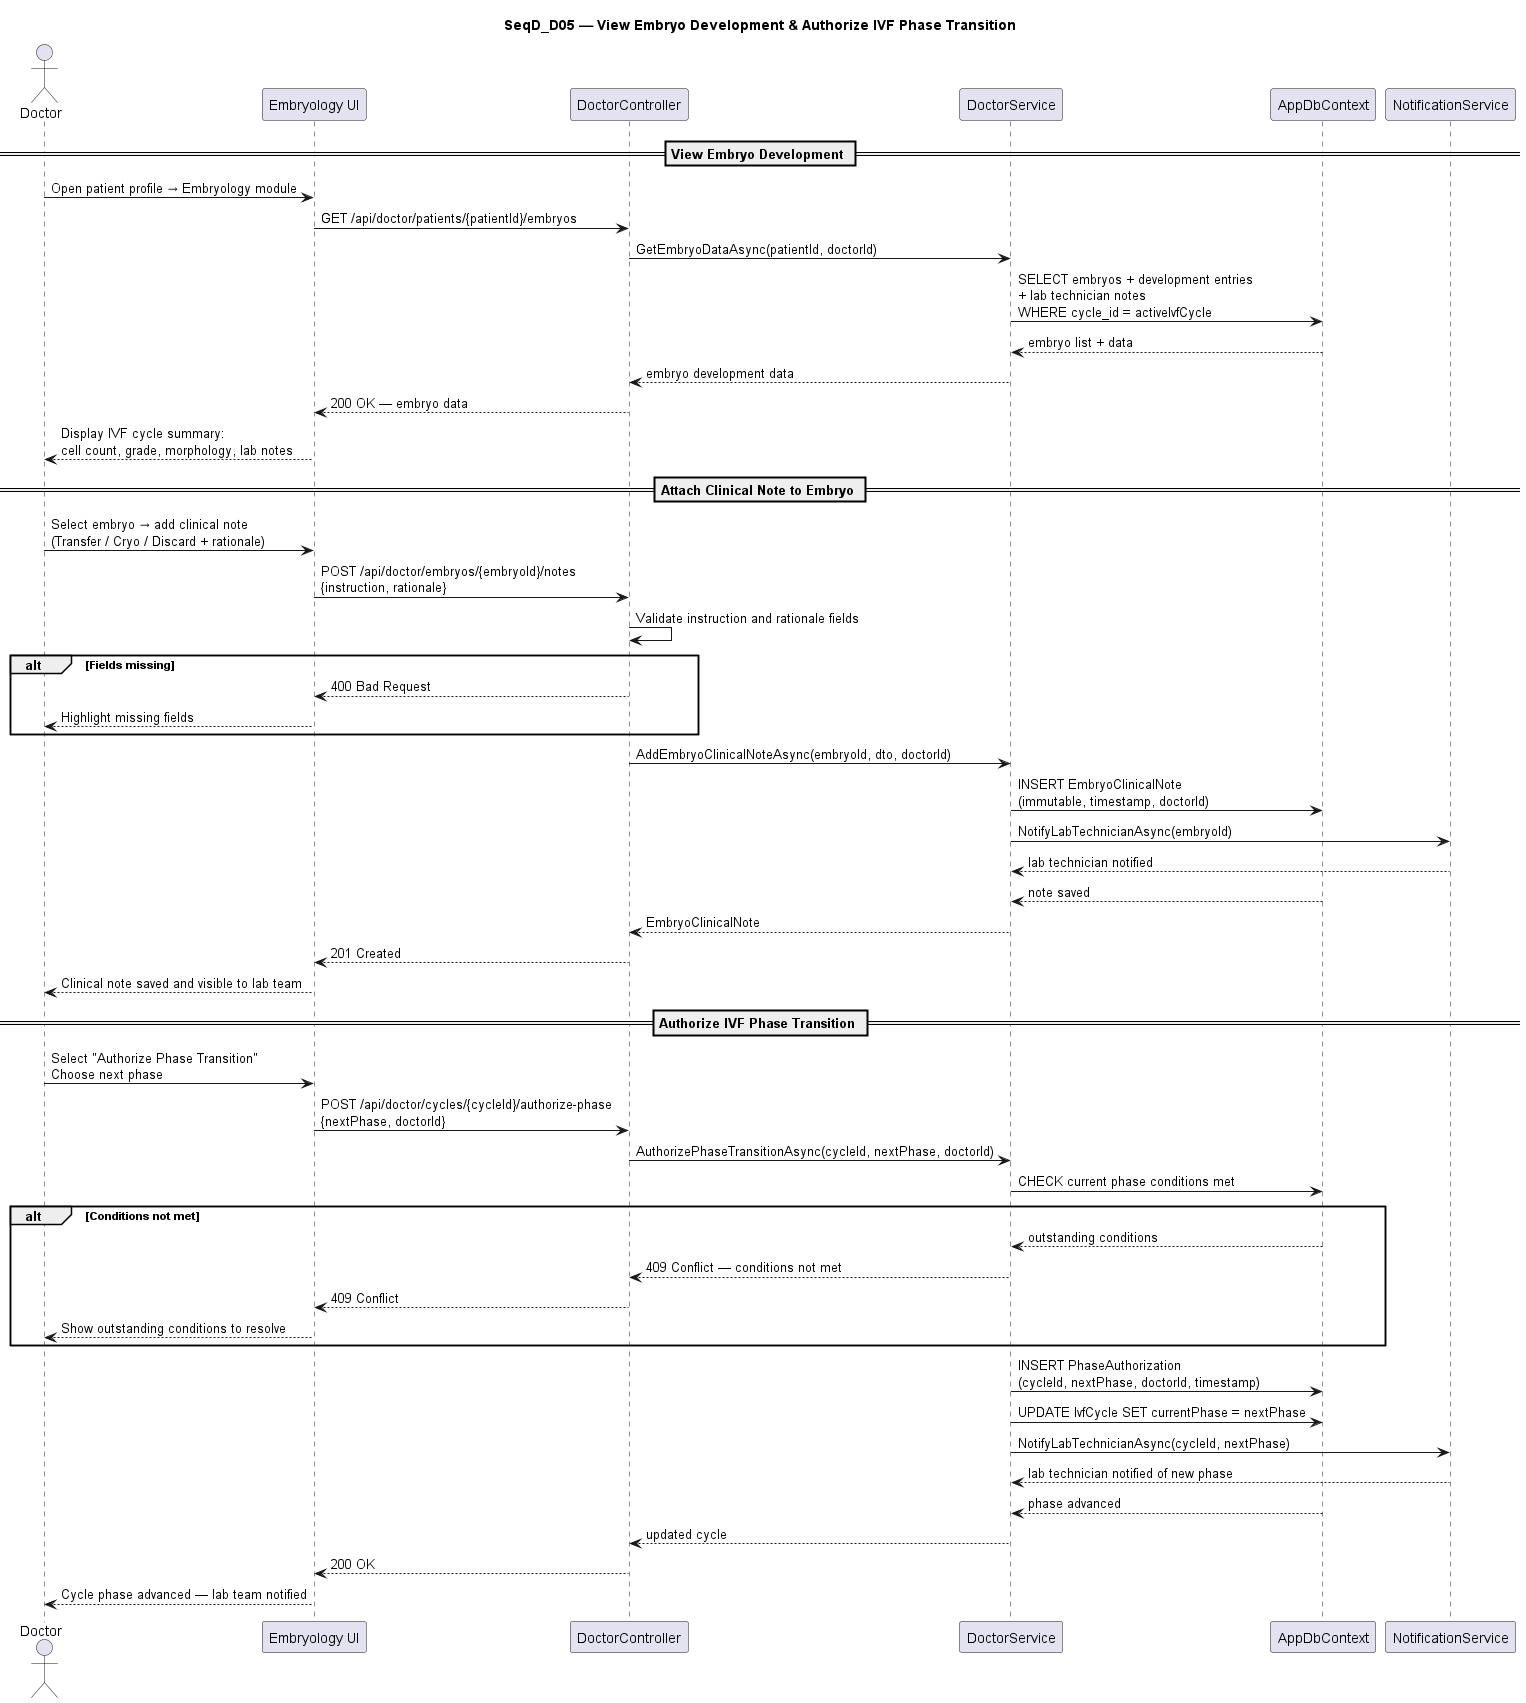 SeqD_D05 — View Embryo Development & Authorize IVF Phase Transition
Doctor
Embryology UI
DoctorController
DoctorService
AppDbContext
NotificationService
View Embryo Development
Open patient profile → Embryology module
GET /api/doctor/patients/{patientId}/embryos
GetEmbryoDataAsync(patientId, doctorId)
SELECT embryos + development entries
+ lab technician notes
WHERE cycle_id = activeIvfCycle
embryo list + data
embryo development data
200 OK — embryo data
Display IVF cycle summary:
cell count, grade, morphology, lab notes
Attach Clinical Note to Embryo
Select embryo → add clinical note
(Transfer / Cryo / Discard + rationale)
POST /api/doctor/embryos/{embryoId}/notes
{instruction, rationale}
Validate instruction and rationale fields
alt [Fields missing]
400 Bad Request
Highlight missing fields
AddEmbryoClinicalNoteAsync(embryoId, dto, doctorId)
INSERT EmbryoClinicalNote
(immutable, timestamp, doctorId)
NotifyLabTechnicianAsync(embryoId)
lab technician notified
note saved
EmbryoClinicalNote
201 Created
Clinical note saved and visible to lab team
Authorize IVF Phase Transition
Select "Authorize Phase Transition"
Choose next phase
POST /api/doctor/cycles/{cycleId}/authorize-phase
{nextPhase, doctorId}
AuthorizePhaseTransitionAsync(cycleId, nextPhase, doctorId)
CHECK current phase conditions met
alt [Conditions not met]
outstanding conditions
409 Conflict — conditions not met
409 Conflict
Show outstanding conditions to resolve
INSERT PhaseAuthorization
(cycleId, nextPhase, doctorId, timestamp)
UPDATE IvfCycle SET currentPhase = nextPhase
NotifyLabTechnicianAsync(cycleId, nextPhase)
lab technician notified of new phase
phase advanced
updated cycle
200 OK
Cycle phase advanced — lab team notified
Doctor
Embryology UI
DoctorController
DoctorService
AppDbContext
NotificationService